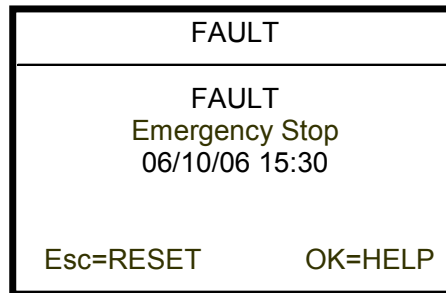 FAULT
FAULT
Emergency Stop
06/10/06 15:30
Esc=RESET OK=HELP